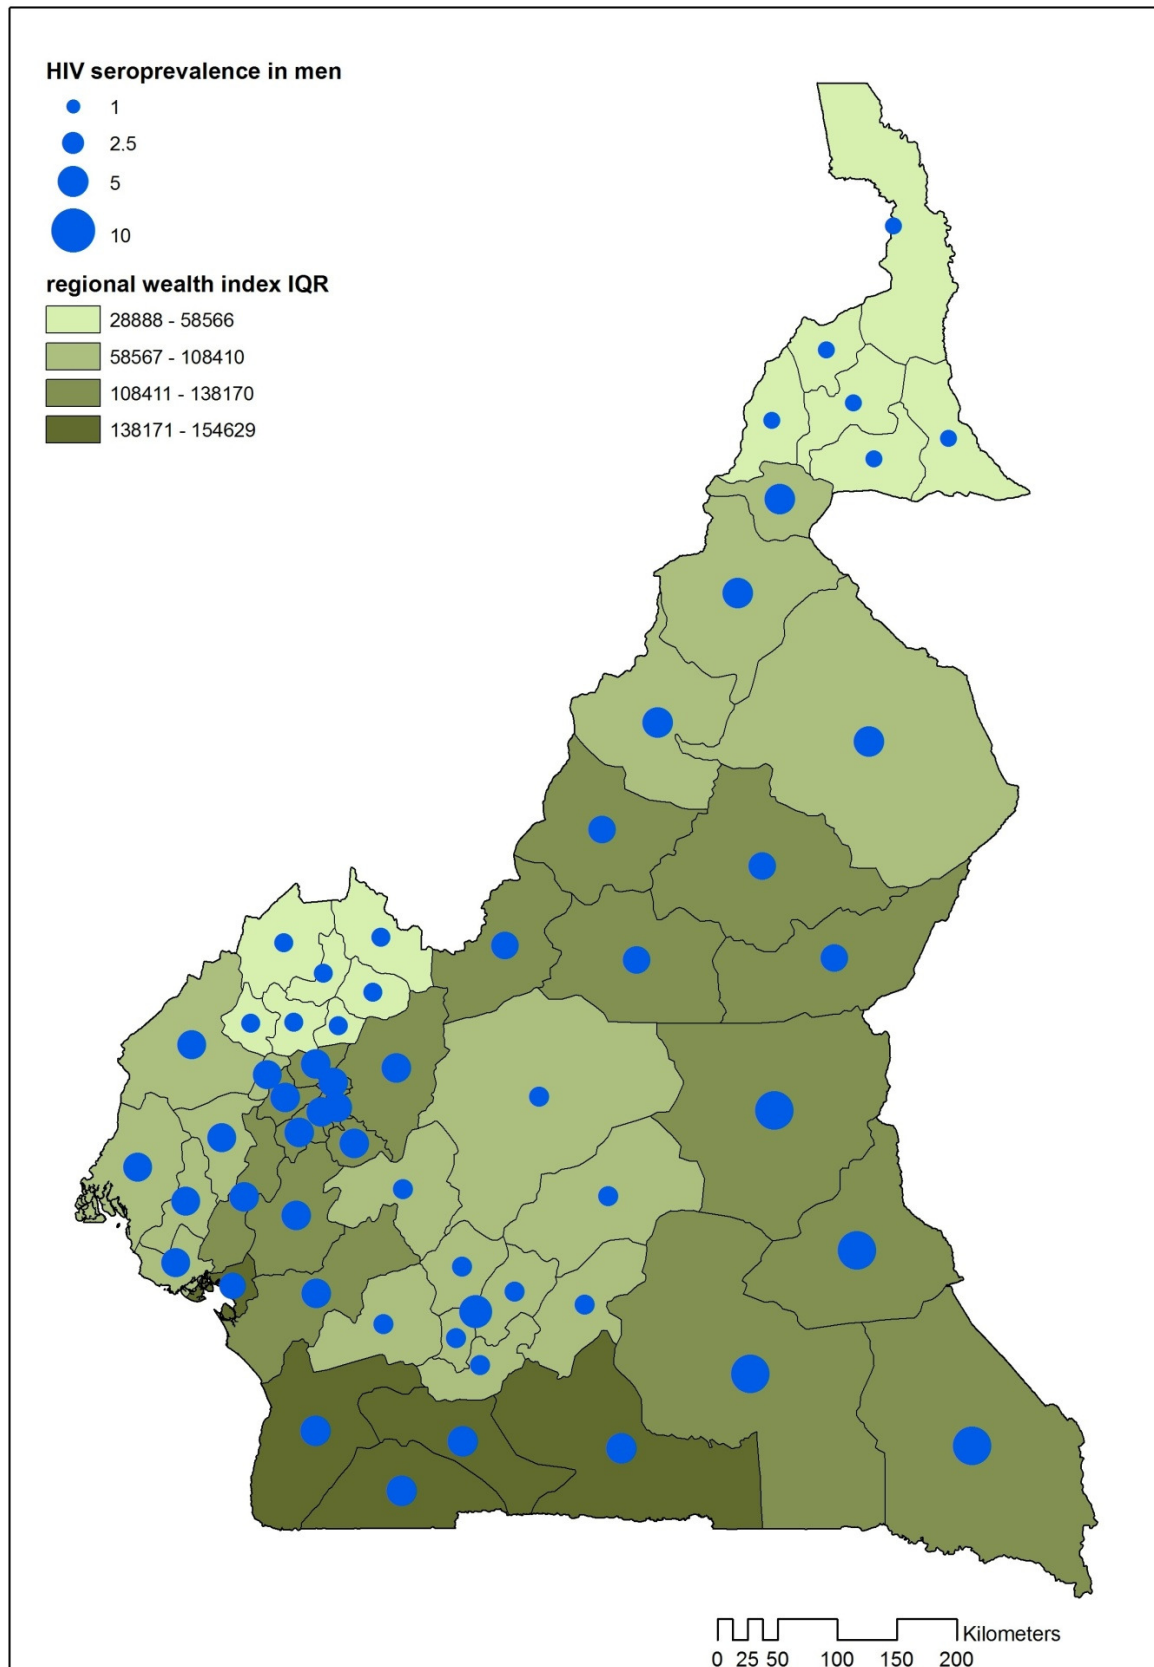 HIV seroprevalence in men
1
2.5
5
10
regional wealth index IQR
28888 - 58566
58567 - 108410
108411 - 138170
138171 - 154629
Kilometers
0 25 50 100 150 200